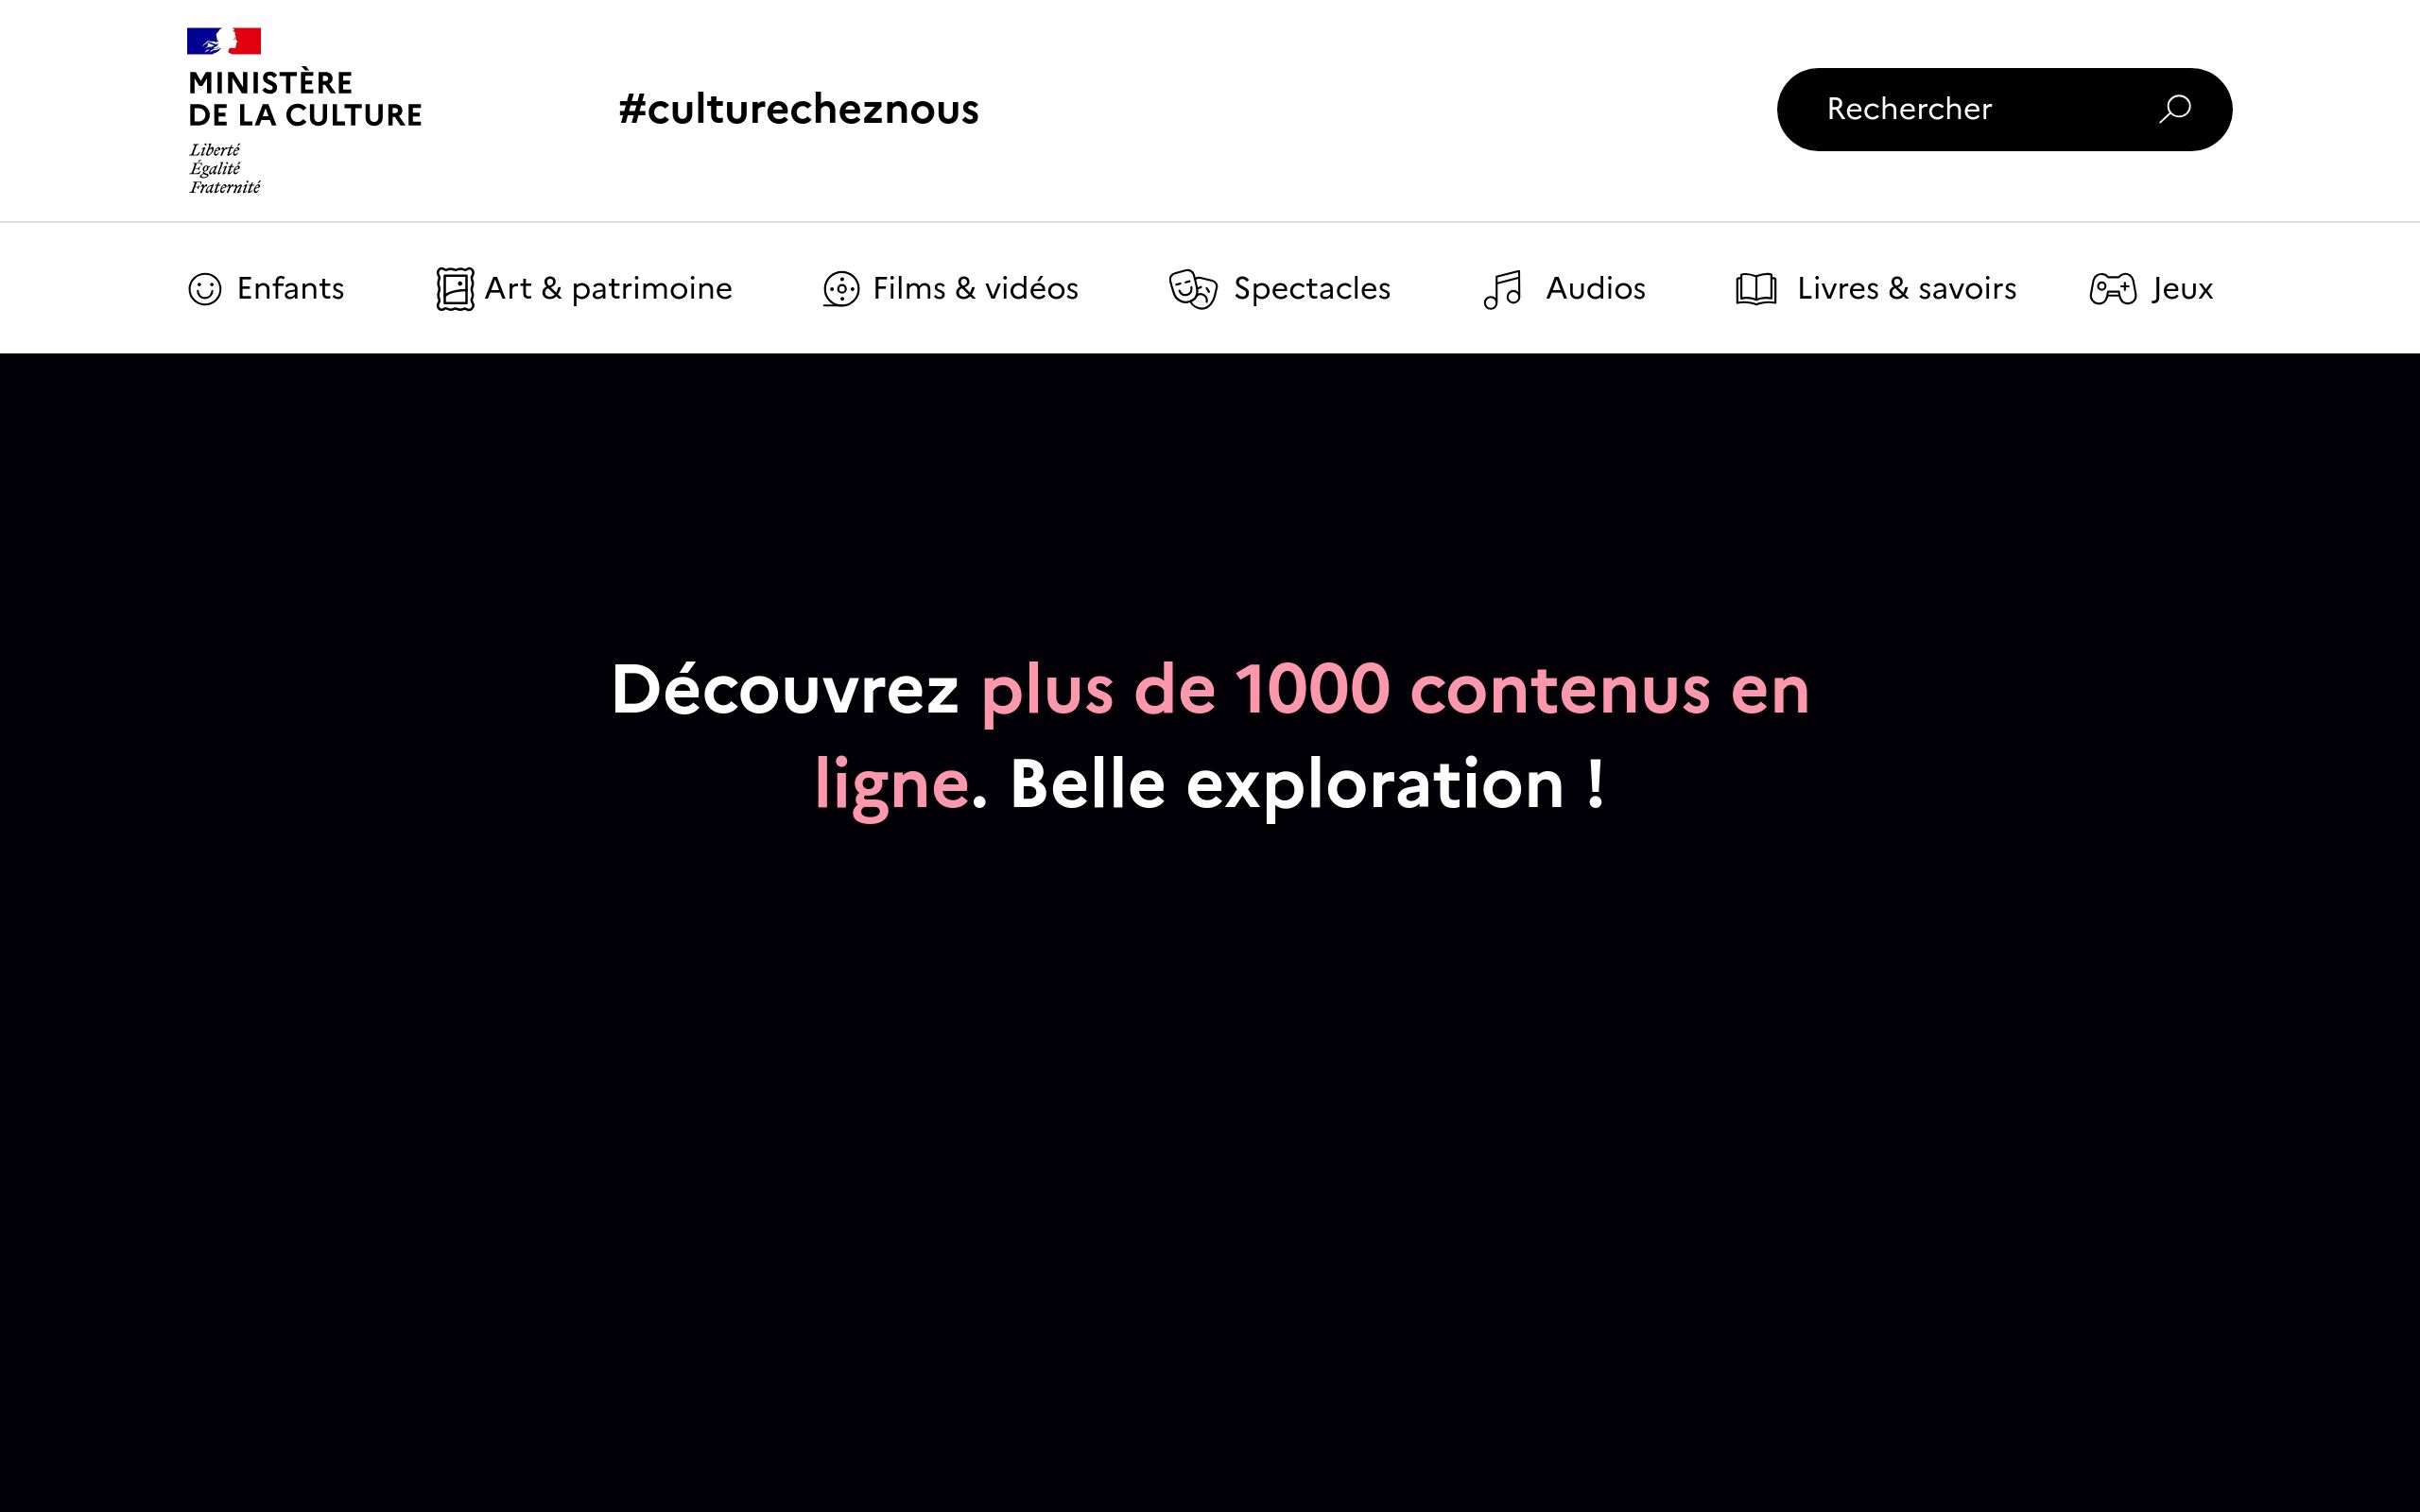 MINISTÈRE
DE LA CULTURE
Liberté
Égalité
Fraternité
#culturecheznous
Rechercher
Enfants
Art & patrimoine
Films & vidéos
Spectacles
Audios
Livres & savoirs
Jeux
Découvrez plus de 1000 contenus en
ligne. Belle exploration !